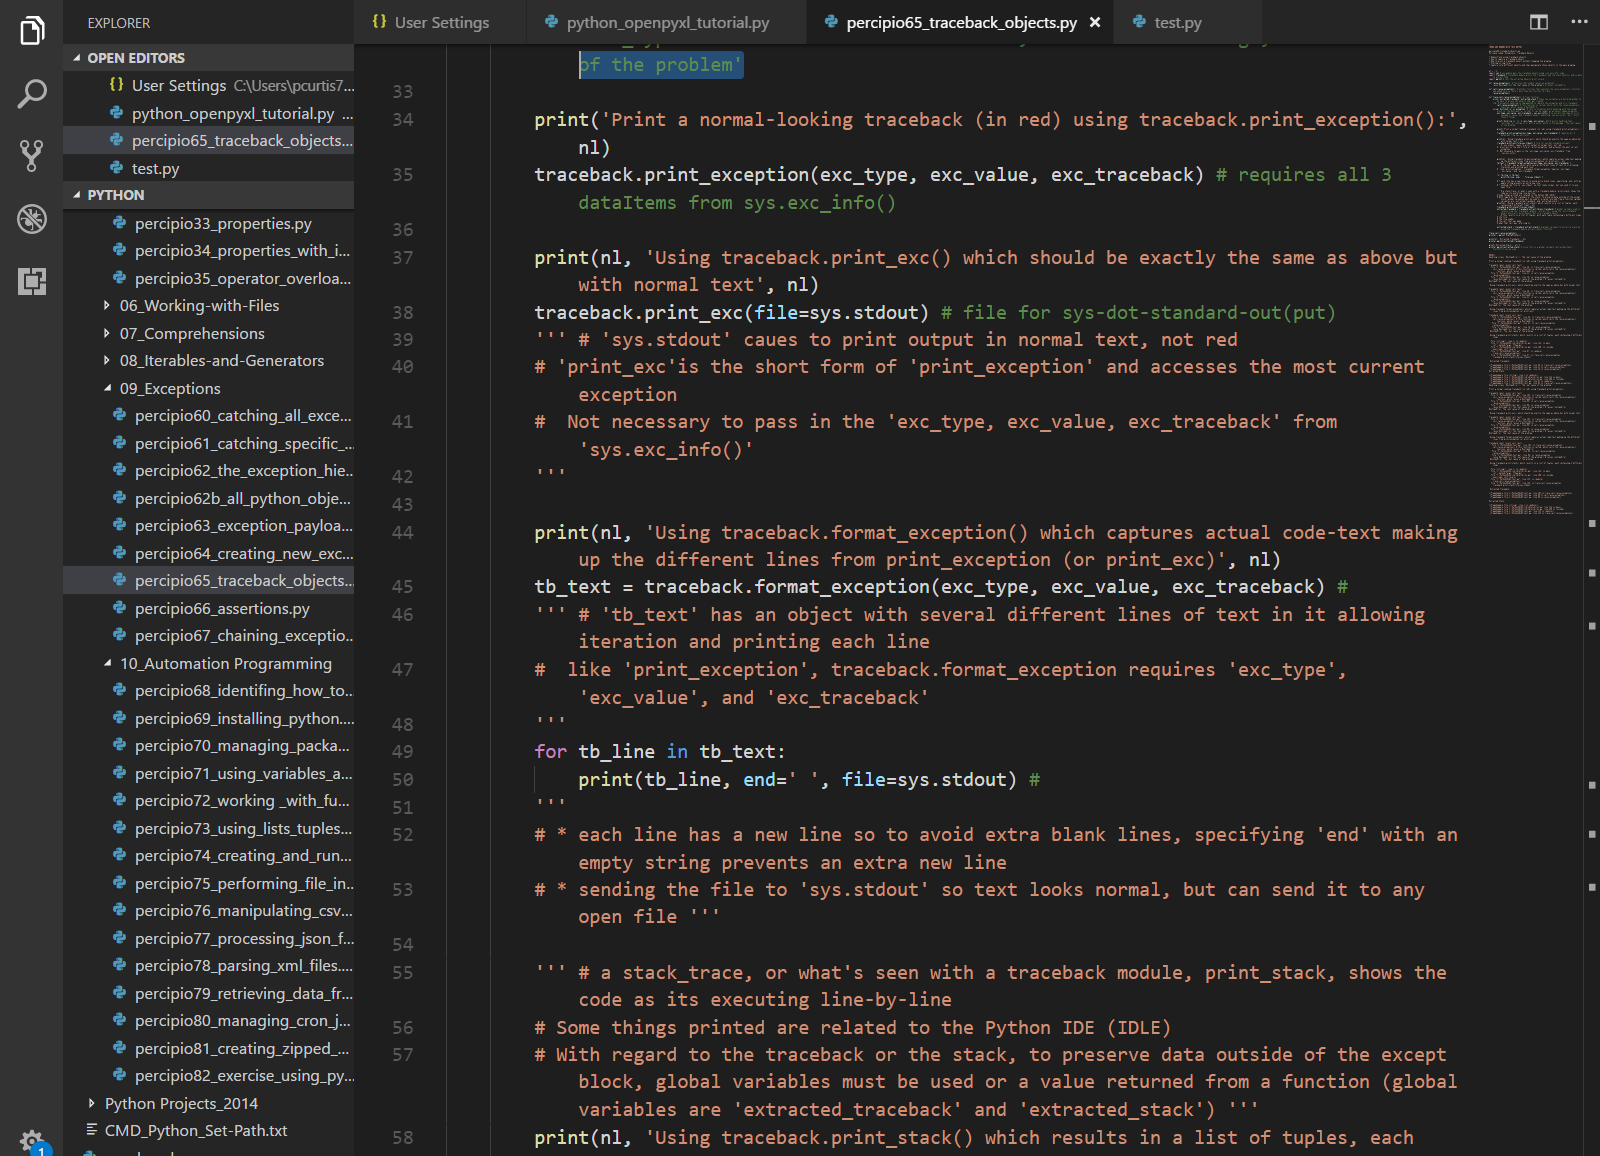 EXPLORER
OPEN EDITORS
{} User Settings C:\Users\pcurtis7...
python_openpyxl_tutorial.py ...
percipio65_traceback_objects...
test.py
PYTHON
percipio33_properties.py
percipio34_properties_with_i...
percipio35_operator_overloa...
06_Working-with-Files
07_Comprehensions
08_Iterables-and-Generators
09_Exceptions
percipio60_catching_all_exce...
percipio61_catching_specific_...
percipio62_the_exception_hie...
percipio62b_all_python_obje...
percipio63_exception_payloa...
percipio64_creating_new_exc...
percipio65_traceback_objects...
percipio66_assertions.py
percipio67_chaining_exceptio...
10_Automation Programming
percipio68_identifing_how_to...
percipio69_installing_python....
percipio70_managing_packa...
percipio71_using_variables_a...
percipio72_working _with_fu...
percipio73_using_lists_tuples...
percipio74_creating_and_run...
percipio75_performing_file_in...
percipio76_manipulating_csv...
percipio77_processing_json_f...
percipio78_parsing_xml_files....
percipio79_retrieving_data_fr...
percipio80_managing_cron_j...
percipio81_creating_zipped_...
percipio82_exercise_using_py...
Python Projects_2014
CMD_Python_Set-Path.txt
1
{} User Settings
python_openpyxl_tutorial.py
percipio65_traceback_objects.py ×
test.py
of the problem'
33
34 print('Print a normal-looking traceback (in red) using traceback.print_exception():',
nl)
35 traceback.print_exception(exc_type, exc_value, exc_traceback) # requires all 3
dataItems from sys.exc_info()
36
37 print(nl, 'Using traceback.print_exc() which should be exactly the same as above but
with normal text', nl)
38 traceback.print_exc(file=sys.stdout) # file for sys-dot-standard-out(put)
39 ''' # 'sys.stdout' caues to print output in normal text, not red
40 # 'print_exc'is the short form of 'print_exception' and accesses the most current
exception
41 #  Not necessary to pass in the 'exc_type, exc_value, exc_traceback' from
'sys.exc_info()'
42 '''
43
44 print(nl, 'Using traceback.format_exception() which captures actual code-text making
up the different lines from print_exception (or print_exc)', nl)
45 tb_text = traceback.format_exception(exc_type, exc_value, exc_traceback) #
46 ''' # 'tb_text' has an object with several different lines of text in it allowing
iteration and printing each line
47 #  like 'print_exception', traceback.format_exception requires 'exc_type',
'exc_value', and 'exc_traceback'
48 '''
49 for tb_line in tb_text:
50 print(tb_line, end=' ', file=sys.stdout) #
51 '''
52 # * each line has a new line so to avoid extra blank lines, specifying 'end' with an
empty string prevents an extra new line
53 # * sending the file to 'sys.stdout' so text looks normal, but can send it to any
open file '''
54
55 ''' # a stack_trace, or what's seen with a traceback module, print_stack, shows the
code as its executing line-by-line
56 # Some things printed are related to the Python IDE (IDLE)
57 # With regard to the traceback or the stack, to preserve data outside of the except
block, global variables must be used or a value returned from a function (global
variables are 'extracted_traceback' and 'extracted_stack') '''
58 print(nl, 'Using traceback.print_stack() which results in a list of tuples, each